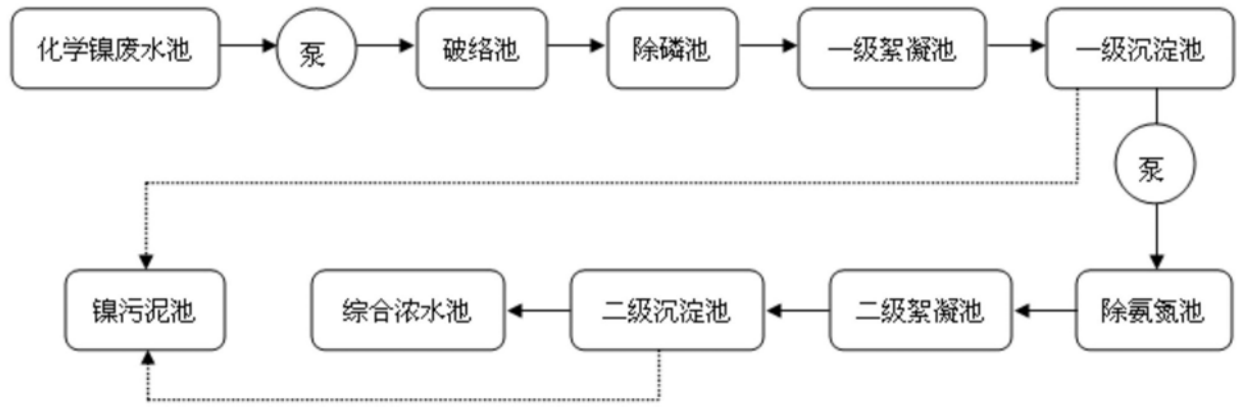 化学镍废水池
泵
破络池
除磷池
一级絮凝池
一级沉淀池
泵
镍污泥池
综合浓水池
二级沉淀池
二级絮凝池
除氨氮池